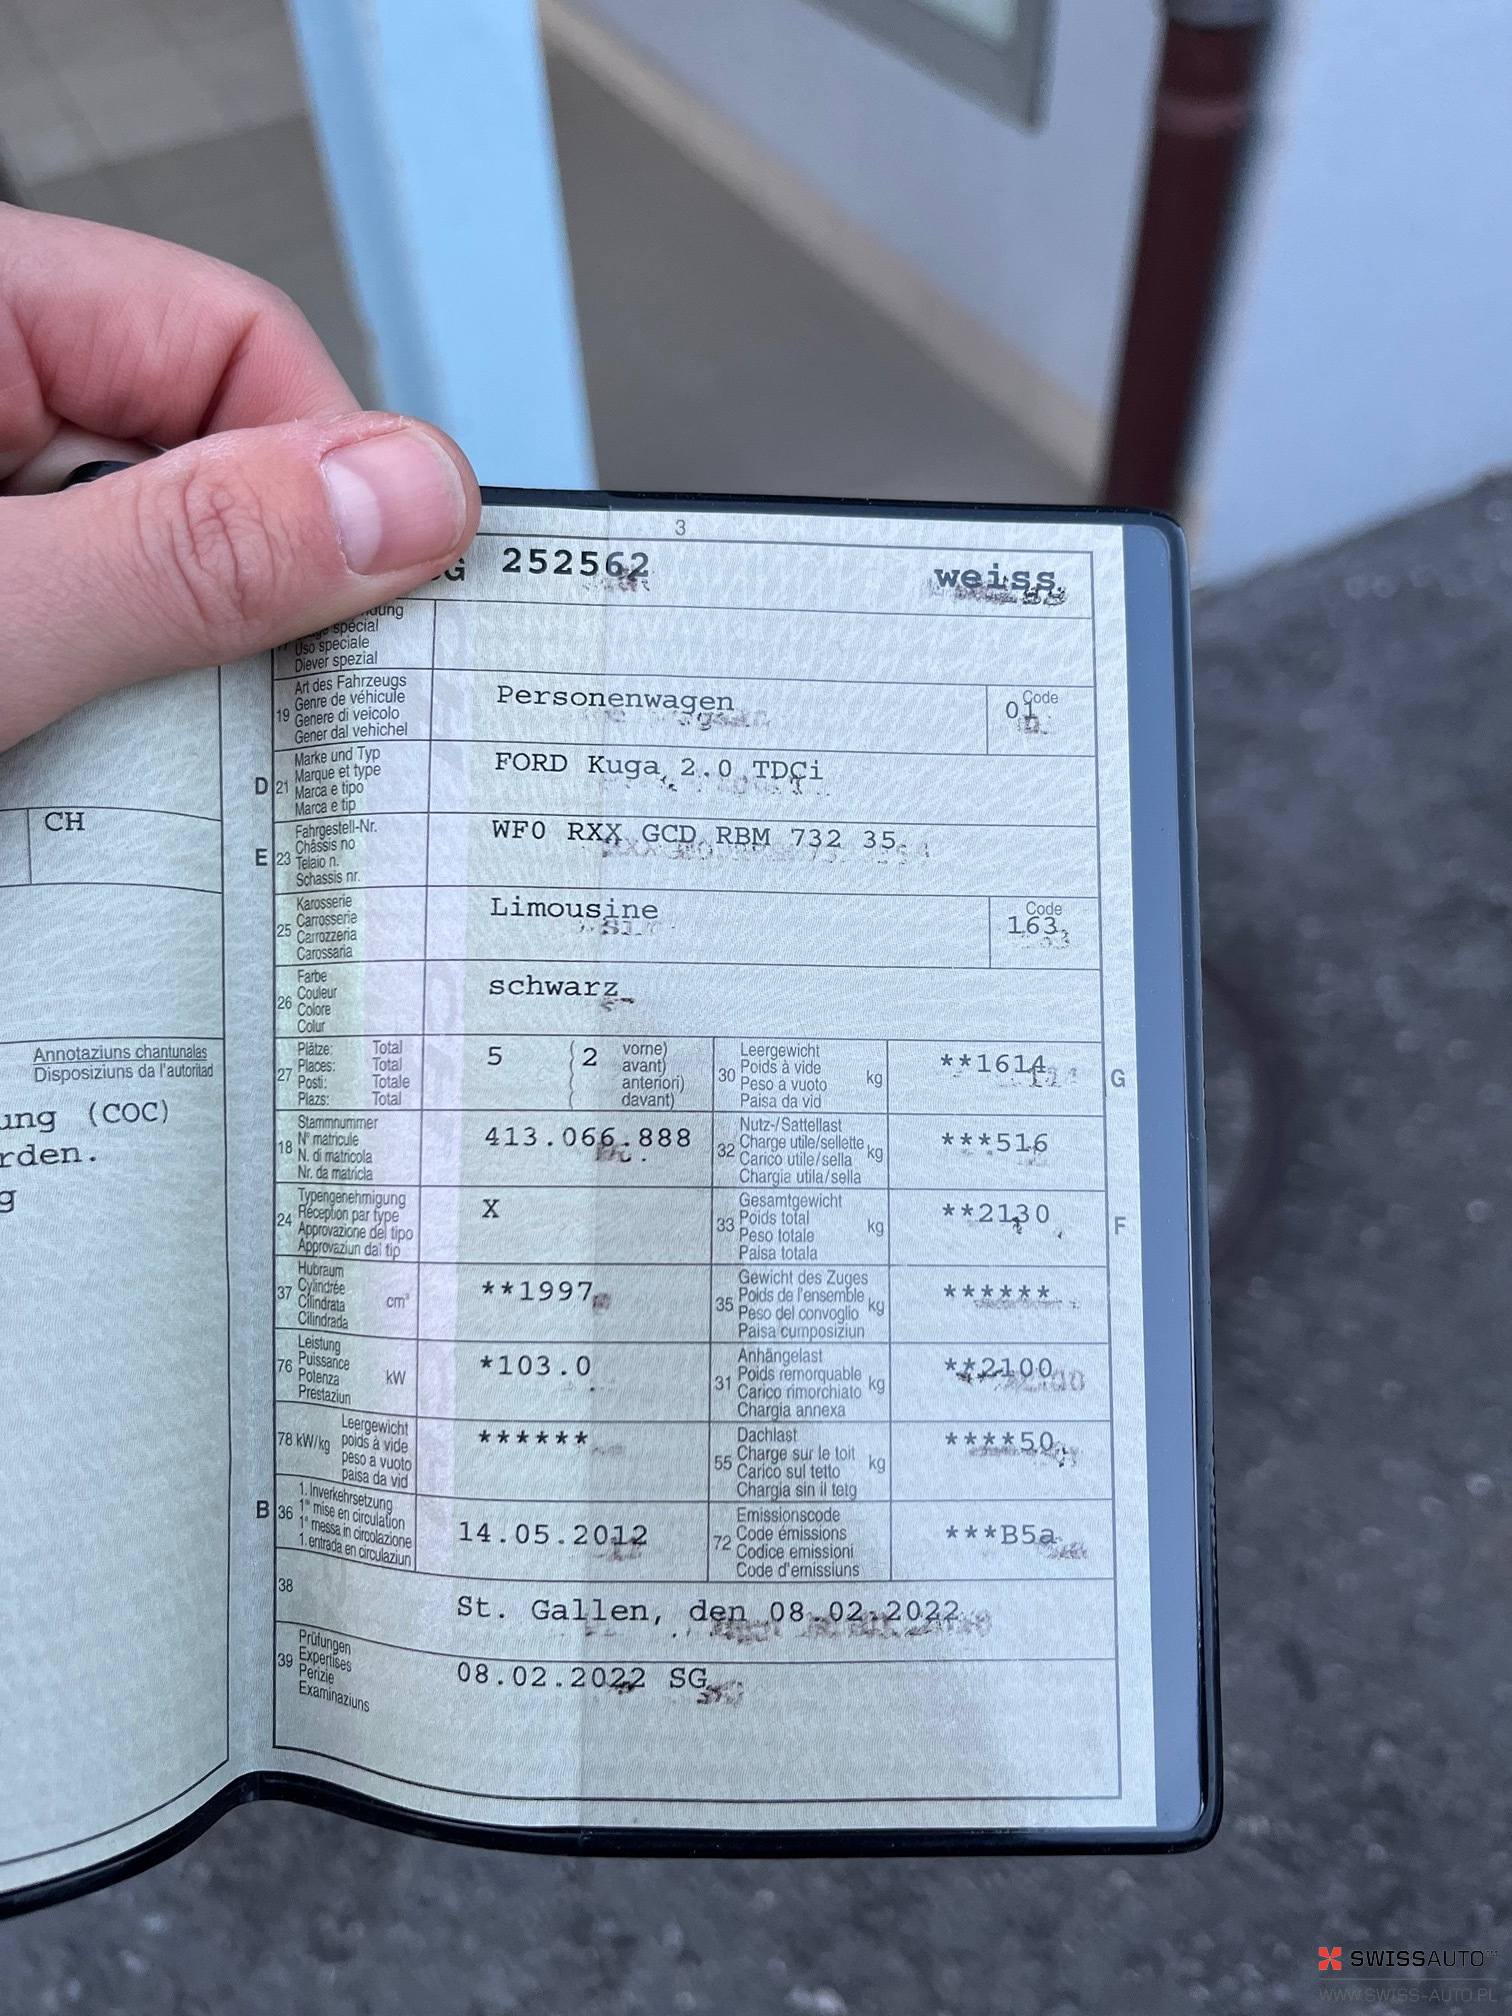 3
G 252562 weiss
dung
spécial
Uso speciale
Diever spezial
19 Art des Fahrzeugs
Genre de véhicule
Genere di veicolo
Gener dal vehichel
Personenwagen
Code
01
D 21 Marke und Typ
Marque et type
Marca e tipo
Marca e tip
FORD Kuga 2.0 TDCi
E 23 Fahrgestell-Nr.
Châssis no
Telaio n.
Schassis nr.
WF0 RXX GCD RBM 732 35
25 Karosserie
Carrosserie
Carrozzeria
Carossaria
Limousine
Code
163
26 Farbe
Couleur
Colore
Colur
schwarz
27 Plätze: Total
Places: Total
Posti: Totale
Plazs: Total
5 (2 vorne)
( avant)
( anteriori)
( davant)
30 Leergewicht
Poids à vide
Peso a vuoto kg
Paisa da vid
**1614
G
18 Stammnummer
N° matricule
N. di matricola
Nr. da matricla
413.066.888
32 Nutz-/Sattellast
Charge utile/sellette kg
Carico utile/sella
Chargia utila/sella
***516
24 Typengenehmigung
Réception par type
Approvazione del tipo
Approvaziun dal tip
X
33 Gesamtgewicht
Poids total
Peso totale kg
Paisa totala
**2130
F
37 Hubraum
Cylindrée
Cilindrata cm³
Cilindrada
**1997
35 Gewicht des Zuges
Poids de l'ensemble
Peso del convoglio kg
Paisa cumposiziun
******
76 Leistung
Puissance
Potenza kW
Prestaziun
*103.0
31 Anhängelast
Poids remorquable
Carico rimorchiato kg
Chargia annexa
**2100
78 kW/kg Leergewicht
poids à vide
peso a vuoto
paisa da vid
******
55 Dachlast
Charge sur le toit
Carico sul tetto kg
Chargia sin il tetg
****50
B 36 1. Inverkehrsetzung
1re mise en circulation
1a messa in circolazione
1. entrada en circulaziun
14.05.2012
72 Emissionscode
Code émissions
Codice emissioni
Code d'emissiuns
***B5a
38
St. Gallen, den 08.02.2022
39 Prüfungen
Expertises
Perizie
Examinaziuns
08.02.2022 SG
CH
Annotaziuns chantunalas
Disposiziuns da l'autoritad
ung (COC)
rden.
g
SWISSAUTO
WWW.SWISS-AUTO.PL